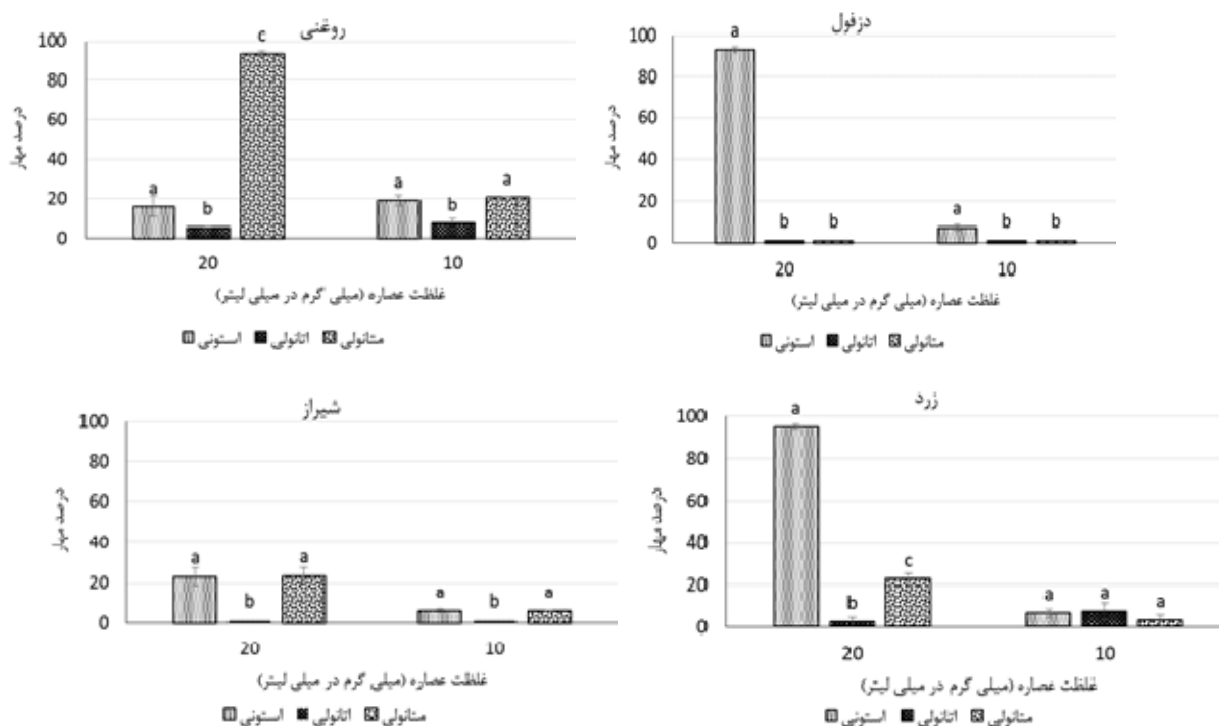 روغنی
100
80
60
40
20
0
درصد مهار
a
b
c
a
b
a
20
10
غلظت عصاره (میلی گرم در میلی لیتر)
استونی
اتانولی
متانولی
دزفول
100
80
60
40
20
0
درصد مهار
a
b
b
a
b
b
20
10
غلظت عصاره (میلی گرم در میلی لیتر)
استونی
اتانولی
متانولی
شیراز
100
80
60
40
20
0
درصد مهار
a
b
a
a
b
a
20
10
غلظت عصاره (میلی گرم در میلی لیتر)
استونی
اتانولی
متانولی
زرد
100
80
60
40
20
0
درصد مهار
a
b
c
a
a
a
20
10
غلظت عصاره (میلی گرم در میلی لیتر)
استونی
اتانولی
متانولی